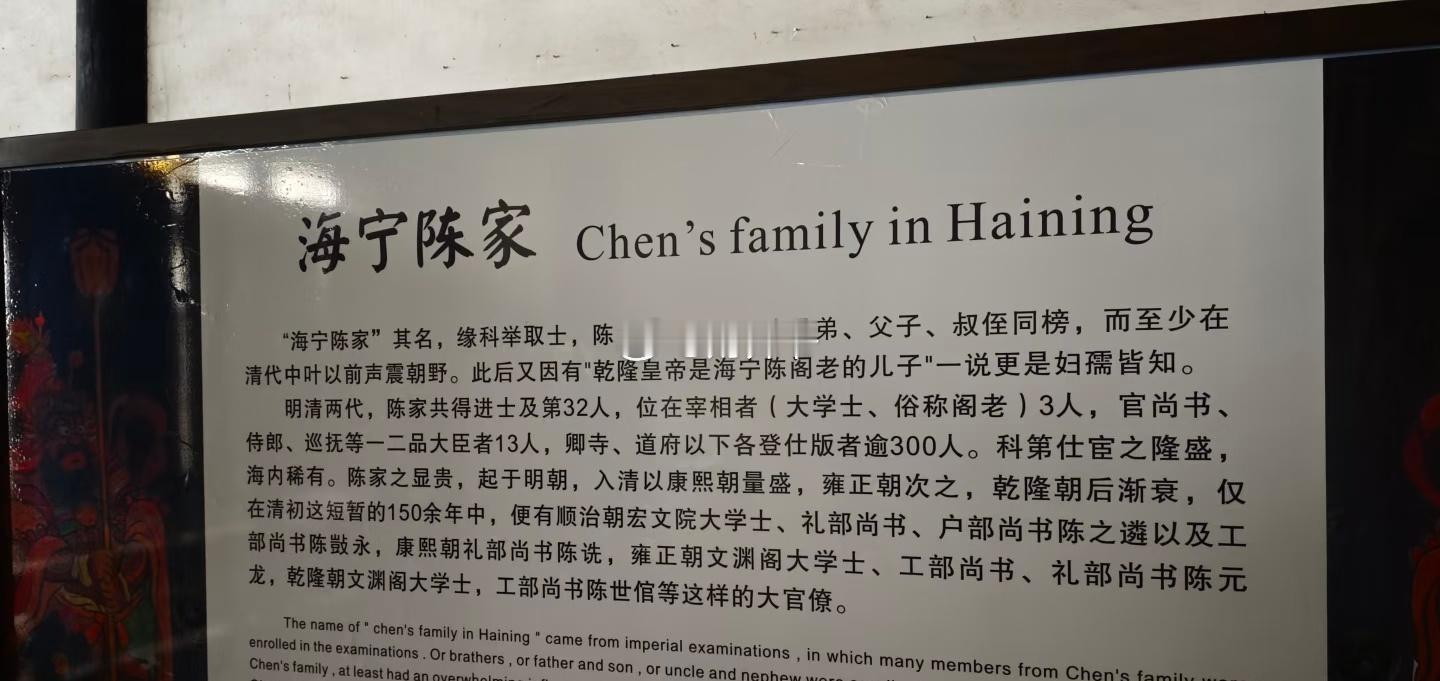 海宁陈家 Chen's family in Haining
“海宁陈家”其名，缘科举取士，陈 弟、父子、叔侄同榜，而至少在
清代中叶以前声震朝野。此后又因有"乾隆皇帝是海宁陈阁老的儿子"一说更是妇孺皆知。
明清两代，陈家共得进士及第32人，位在宰相者（大学士、俗称阁老）3人，官尚书、
侍郎、巡抚等一二品大臣者13人，卿寺、道府以下各登仕版者逾300人。科第仕宦之隆盛，
海内稀有。陈家之显贵，起于明朝，入清以康熙朝量盛，雍正朝次之，乾隆朝后渐衰，仅
在清初这短暂的150余年中，便有顺治朝宏文院大学士、礼部尚书、户部尚书陈之遴以及工
部尚书陈敱永，康熙朝礼部尚书陈诜，雍正朝文渊阁大学士、工部尚书、礼部尚书陈元
龙，乾隆朝文渊阁大学士，工部尚书陈世倌等这样的大官僚。
The name of " chen's family in Haining " came from imperial examinations , in which many members from Chen's family were
enrolled in the examinations . Or brathers , or father and son , or uncle and nephew were
Chen's family , at least had an overwhelming